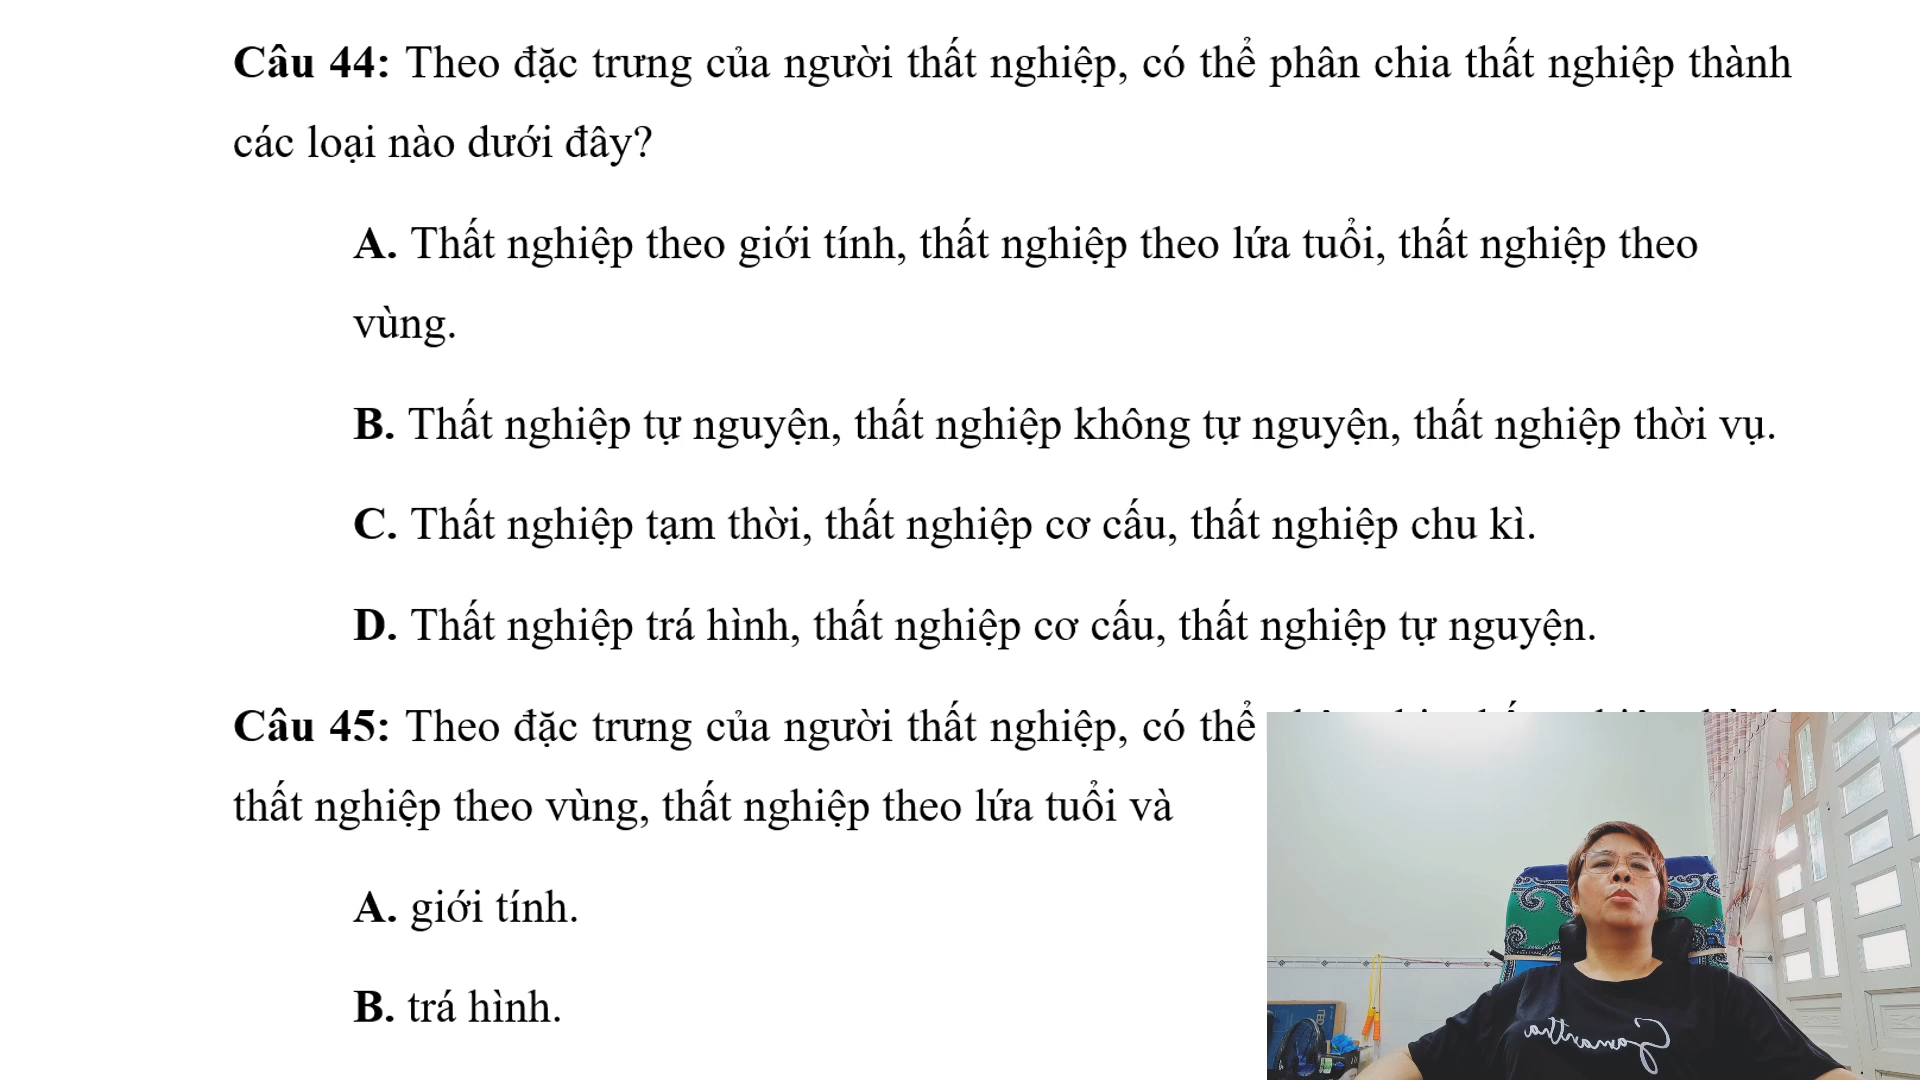 Câu 44: Theo đặc trưng của người thất nghiệp, có thể phân chia thất nghiệp thành
các loại nào dưới đây?
A. Thất nghiệp theo giới tính, thất nghiệp theo lứa tuổi, thất nghiệp theo
vùng.
B. Thất nghiệp tự nguyện, thất nghiệp không tự nguyện, thất nghiệp thời vụ.
C. Thất nghiệp tạm thời, thất nghiệp cơ cấu, thất nghiệp chu kì.
D. Thất nghiệp trá hình, thất nghiệp cơ cấu, thất nghiệp tự nguyện.
Câu 45: Theo đặc trưng của người thất nghiệp, có thể
thất nghiệp theo vùng, thất nghiệp theo lứa tuổi và
A. giới tính.
B. trá hình.
Samantha